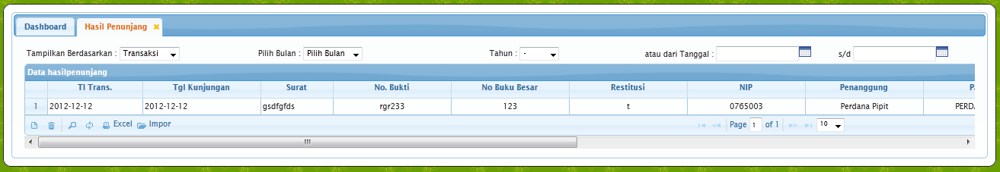 Dashboard Hasil Penunjang
Tampilkan Berdasarkan : Transaksi Pilih Bulan : Pilih Bulan Tahun : - atau dari Tanggal : s/d
Data hasilpenunjang
Tl Trans. Tgl Kunjungan Surat No. Bukti No Buku Besar Restitusi NIP Penanggung
1 2012-12-12 2012-12-12 gsdfgfds rgr233 123 t 0765003 Perdana Pipit PERD
Excel Impor Page 1 of 1 10